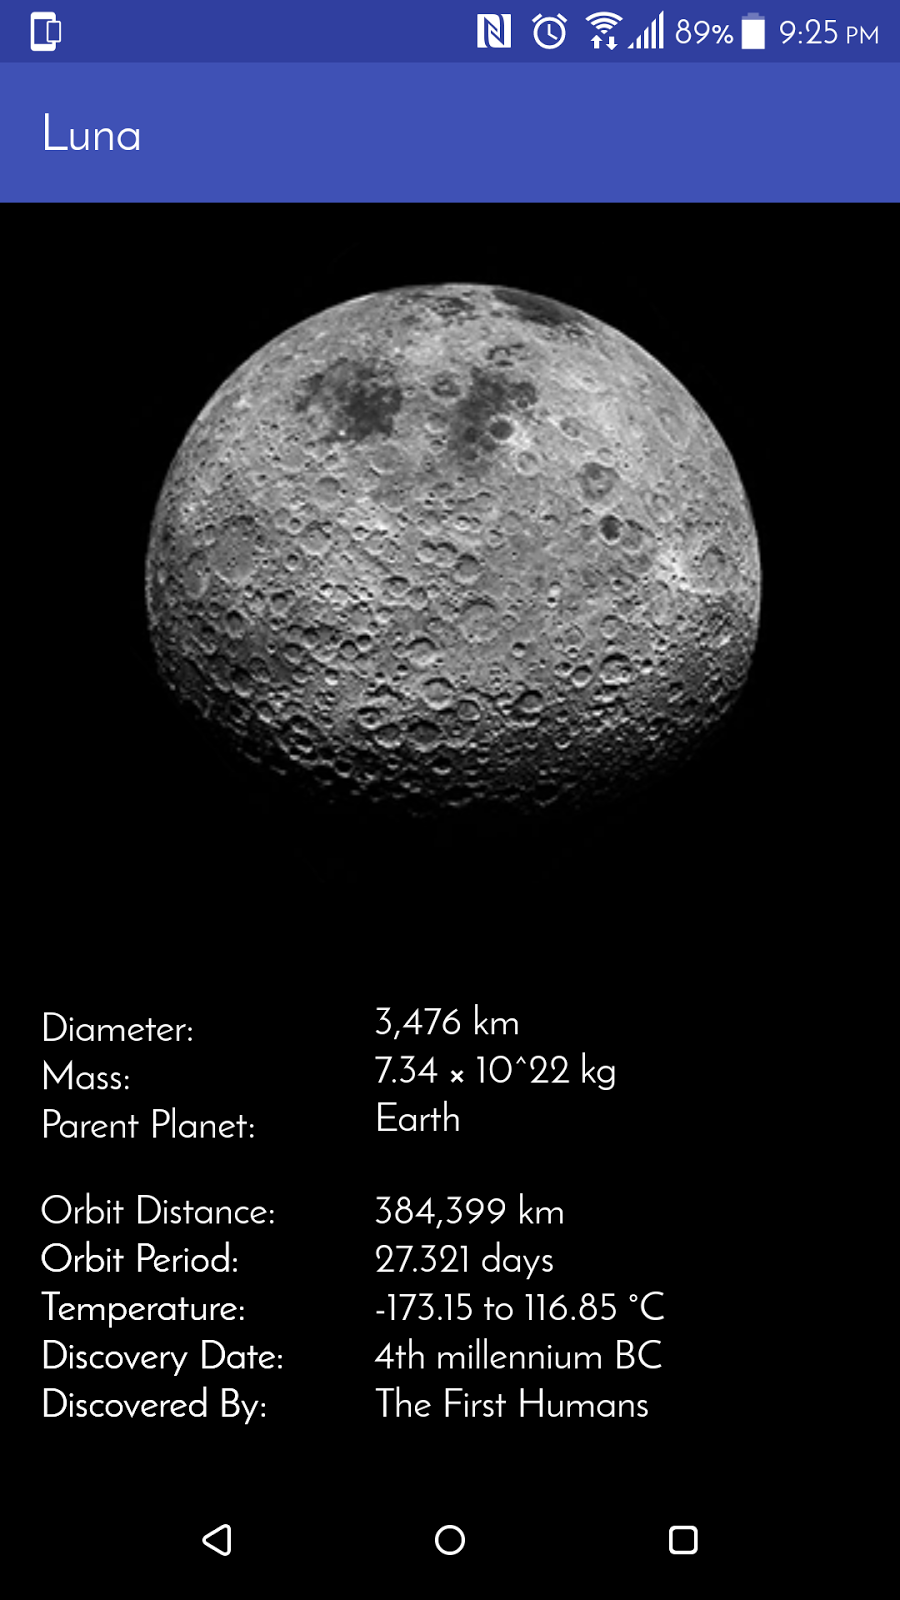 89% 9:25 PM
Luna
Diameter: 3,476 km
Mass: 7.34 × 10^22 kg
Parent Planet: Earth
Orbit Distance: 384,399 km
Orbit Period: 27.321 days
Temperature: -173.15 to 116.85 °C
Discovery Date: 4th millennium BC
Discovered By: The First Humans